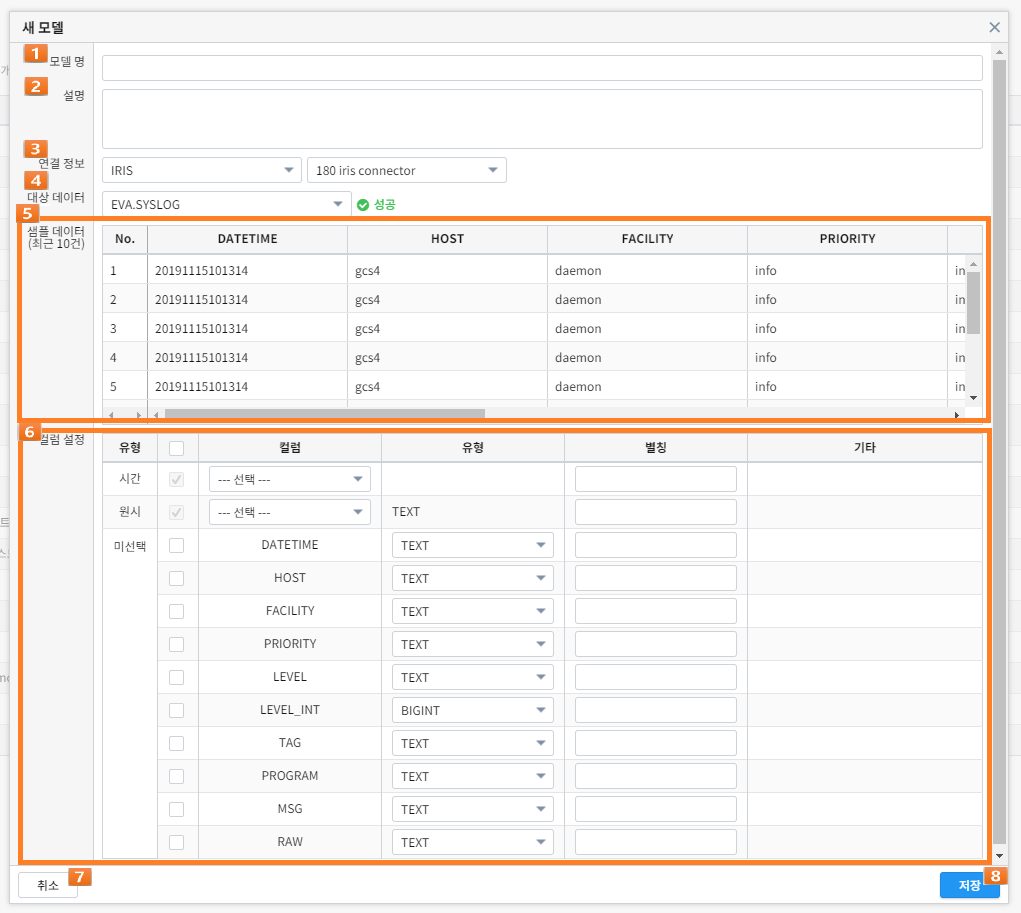 새 모델
1
모델 명
2
설명
3
연결 정보
IRIS
180 iris connector
4
대상 데이터
EVA.SYSLOG
성공
5
샘플 데이터
(최근 10건)
No. DATETIME HOST FACILITY PRIORITY
1 20191115101314 gcs4 daemon info in
2 20191115101314 gcs4 daemon info in
3 20191115101314 gcs4 daemon info in
4 20191115101314 gcs4 daemon info in
5 20191115101314 gcs4 daemon info in
6
컬럼 설정
유형 컬럼 유형 별칭 기타
시간 --- 선택 ---
원시 --- 선택 --- TEXT
미선택 DATETIME TEXT
HOST TEXT
FACILITY TEXT
PRIORITY TEXT
LEVEL TEXT
LEVEL_INT BIGINT
TAG TEXT
PROGRAM TEXT
MSG TEXT
RAW TEXT
취소
7
저장
8